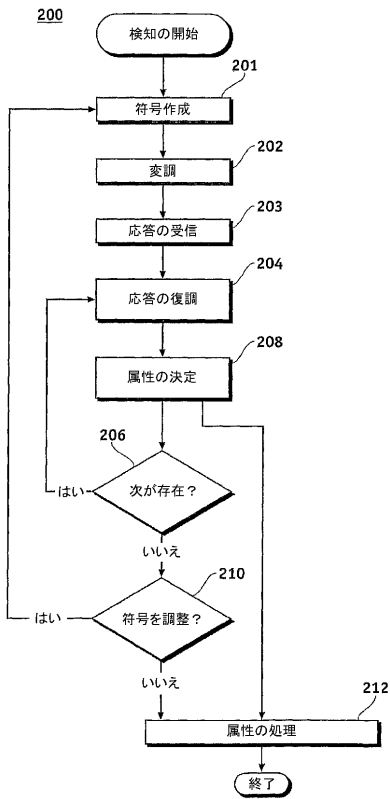 200
検知の開始
201
符号作成
202
変調
203
応答の受信
204
応答の復調
208
属性の決定
206
次が存在？
はい
いいえ
210
符号を調整？
はい
いいえ
212
属性の処理
終了